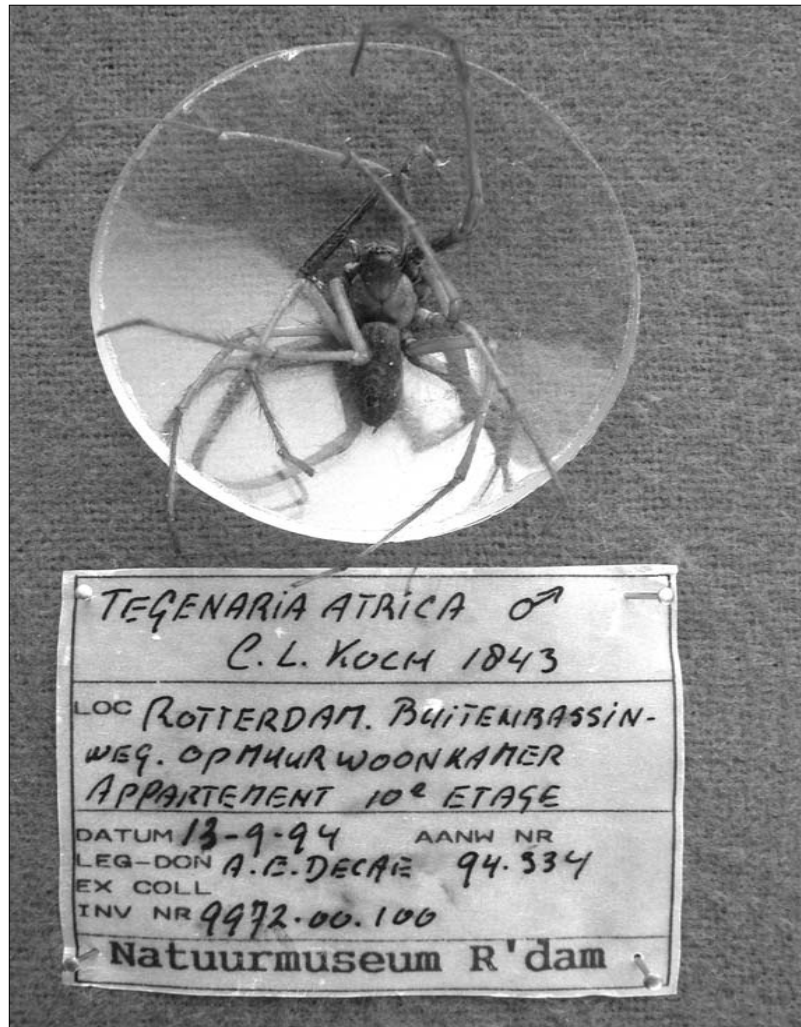 TEGENARIA ATRICA ♂
C. L. KOCH 1843
LOC ROTTERDAM. BUITENBASSIN-
WEG. OP MUUR WOONKAMER
APPARTEMENT 10e ETAGE
DATUM 13-9-94 AANW NR
LEG-DON A.E. DECAE 94.334
EX COLL
INV NR 9972.00.100
Natuurmuseum R'dam